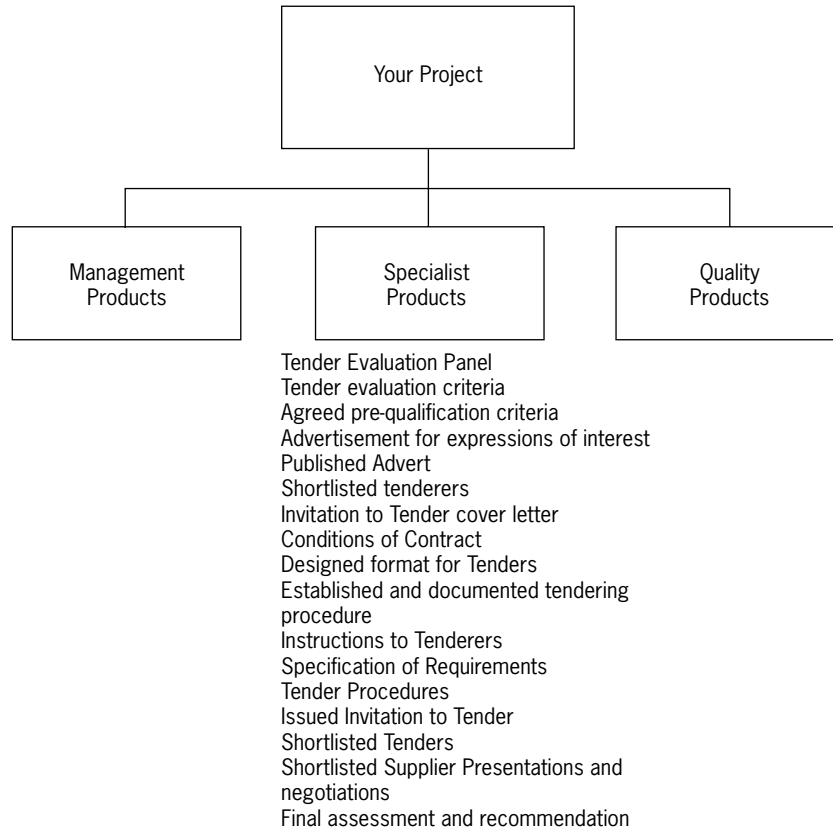 Your Project
Management
Products
Specialist
Products
Quality
Products
Tender Evaluation Panel
Tender evaluation criteria
Agreed pre-qualification criteria
Advertisement for expressions of interest
Published Advert
Shortlisted tenderers
Invitation to Tender cover letter
Conditions of Contract
Designed format for Tenders
Established and documented tendering
procedure
Instructions to Tenderers
Specification of Requirements
Tender Procedures
Issued Invitation to Tender
Shortlisted Tenders
Shortlisted Supplier Presentations and
negotiations
Final assessment and recommendation